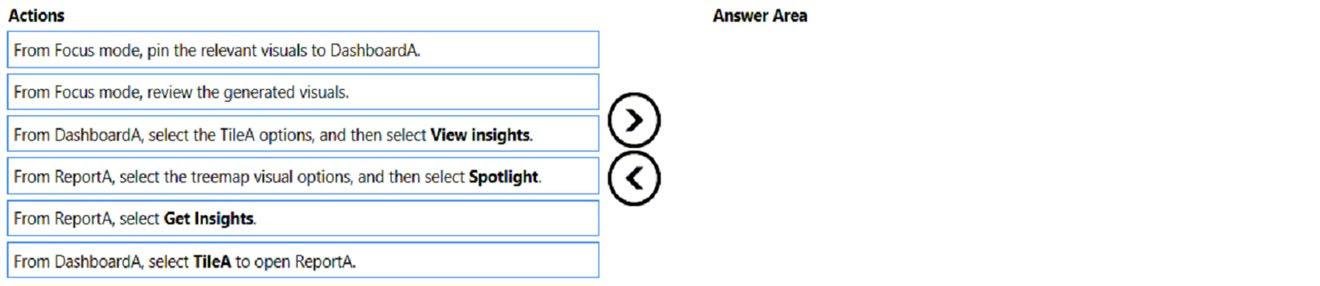 Actions
Answer Area
From Focus mode, pin the relevant visuals to DashboardA.
From Focus mode, review the generated visuals.
From DashboardA, select the TileA options, and then select View insights.
From ReportA, select the treemap visual options, and then select Spotlight.
From ReportA, select Get Insights.
From DashboardA, select TileA to open ReportA.